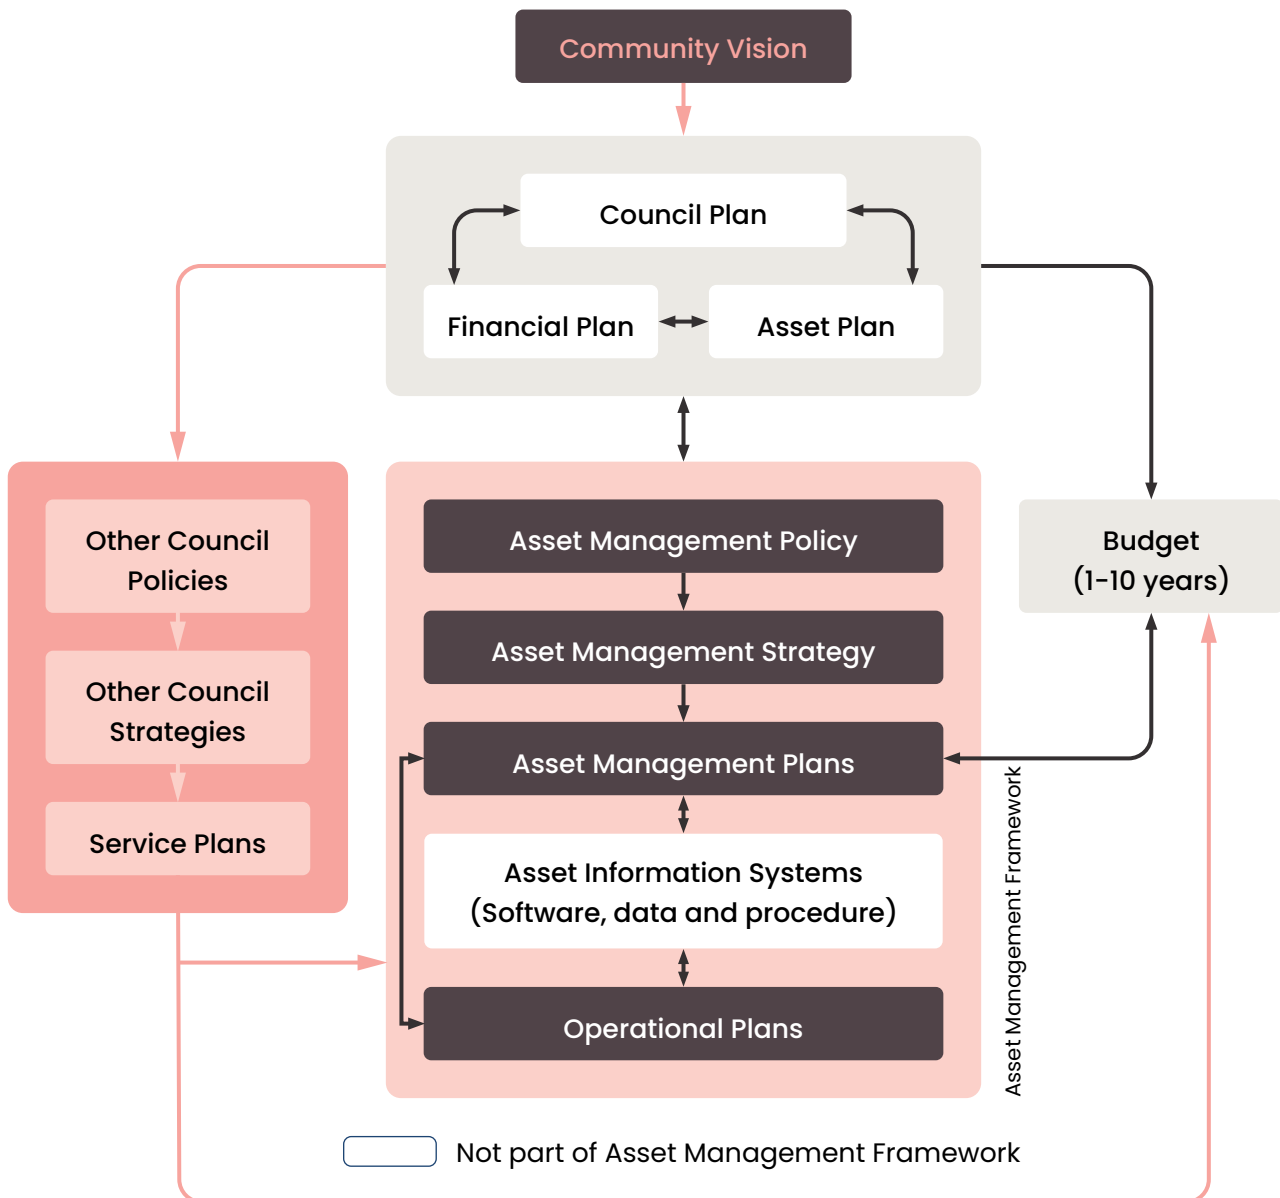 Community Vision
Council Plan
Financial Plan
Asset Plan
Other Council
Policies
Other Council
Strategies
Service Plans
Asset Management Policy
Asset Management Strategy
Asset Management Plans
Asset Information Systems
(Software, data and procedure)
Operational Plans
Budget
(1-10 years)
Asset Management Framework
Not part of Asset Management Framework